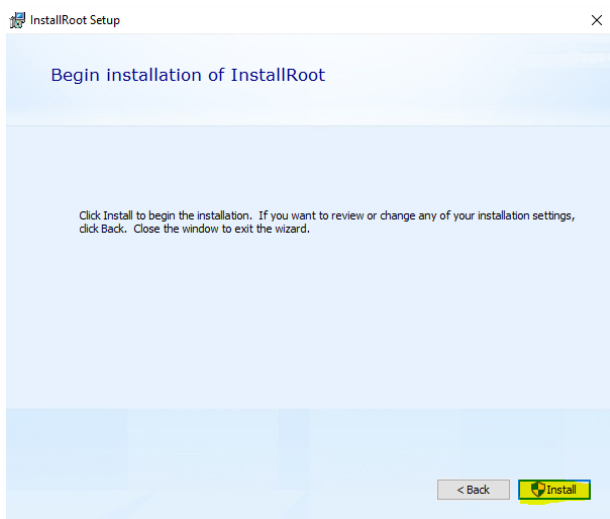 InstallRoot Setup
Begin installation of InstallRoot
Click Install to begin the installation. If you want to review or change any of your installation settings,
click Back. Close the window to exit the wizard.
< Back
Install